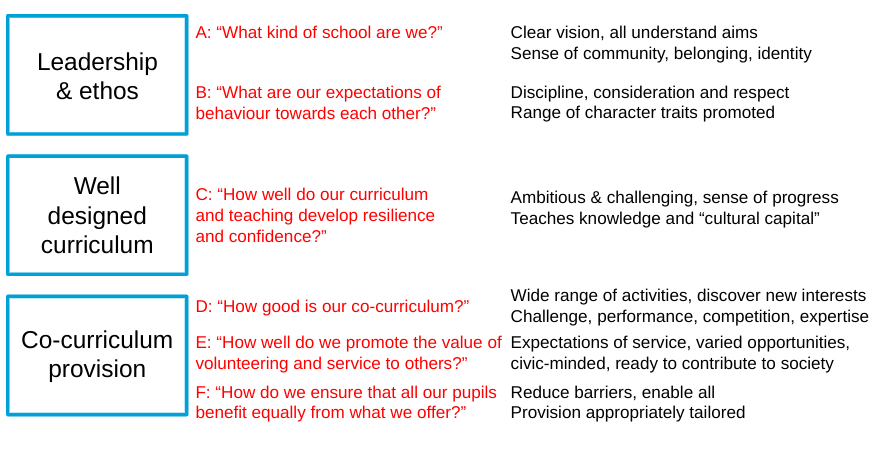 Leadership
& ethos
A: “What kind of school are we?”
Clear vision, all understand aims
Sense of community, belonging, identity
B: “What are our expectations of
behaviour towards each other?”
Discipline, consideration and respect
Range of character traits promoted
Well
designed
curriculum
C: “How well do our curriculum
and teaching develop resilience
and confidence?”
Ambitious & challenging, sense of progress
Teaches knowledge and “cultural capital”
Co-curriculum
provision
D: “How good is our co-curriculum?”
Wide range of activities, discover new interests
Challenge, performance, competition, expertise
E: “How well do we promote the value of
volunteering and service to others?”
Expectations of service, varied opportunities,
civic-minded, ready to contribute to society
F: “How do we ensure that all our pupils
benefit equally from what we offer?”
Reduce barriers, enable all
Provision appropriately tailored